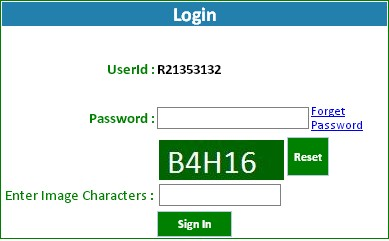 Login
UserId : R21353132
Password :
Forget
Password
B4H16
Reset
Enter Image Characters :
Sign In